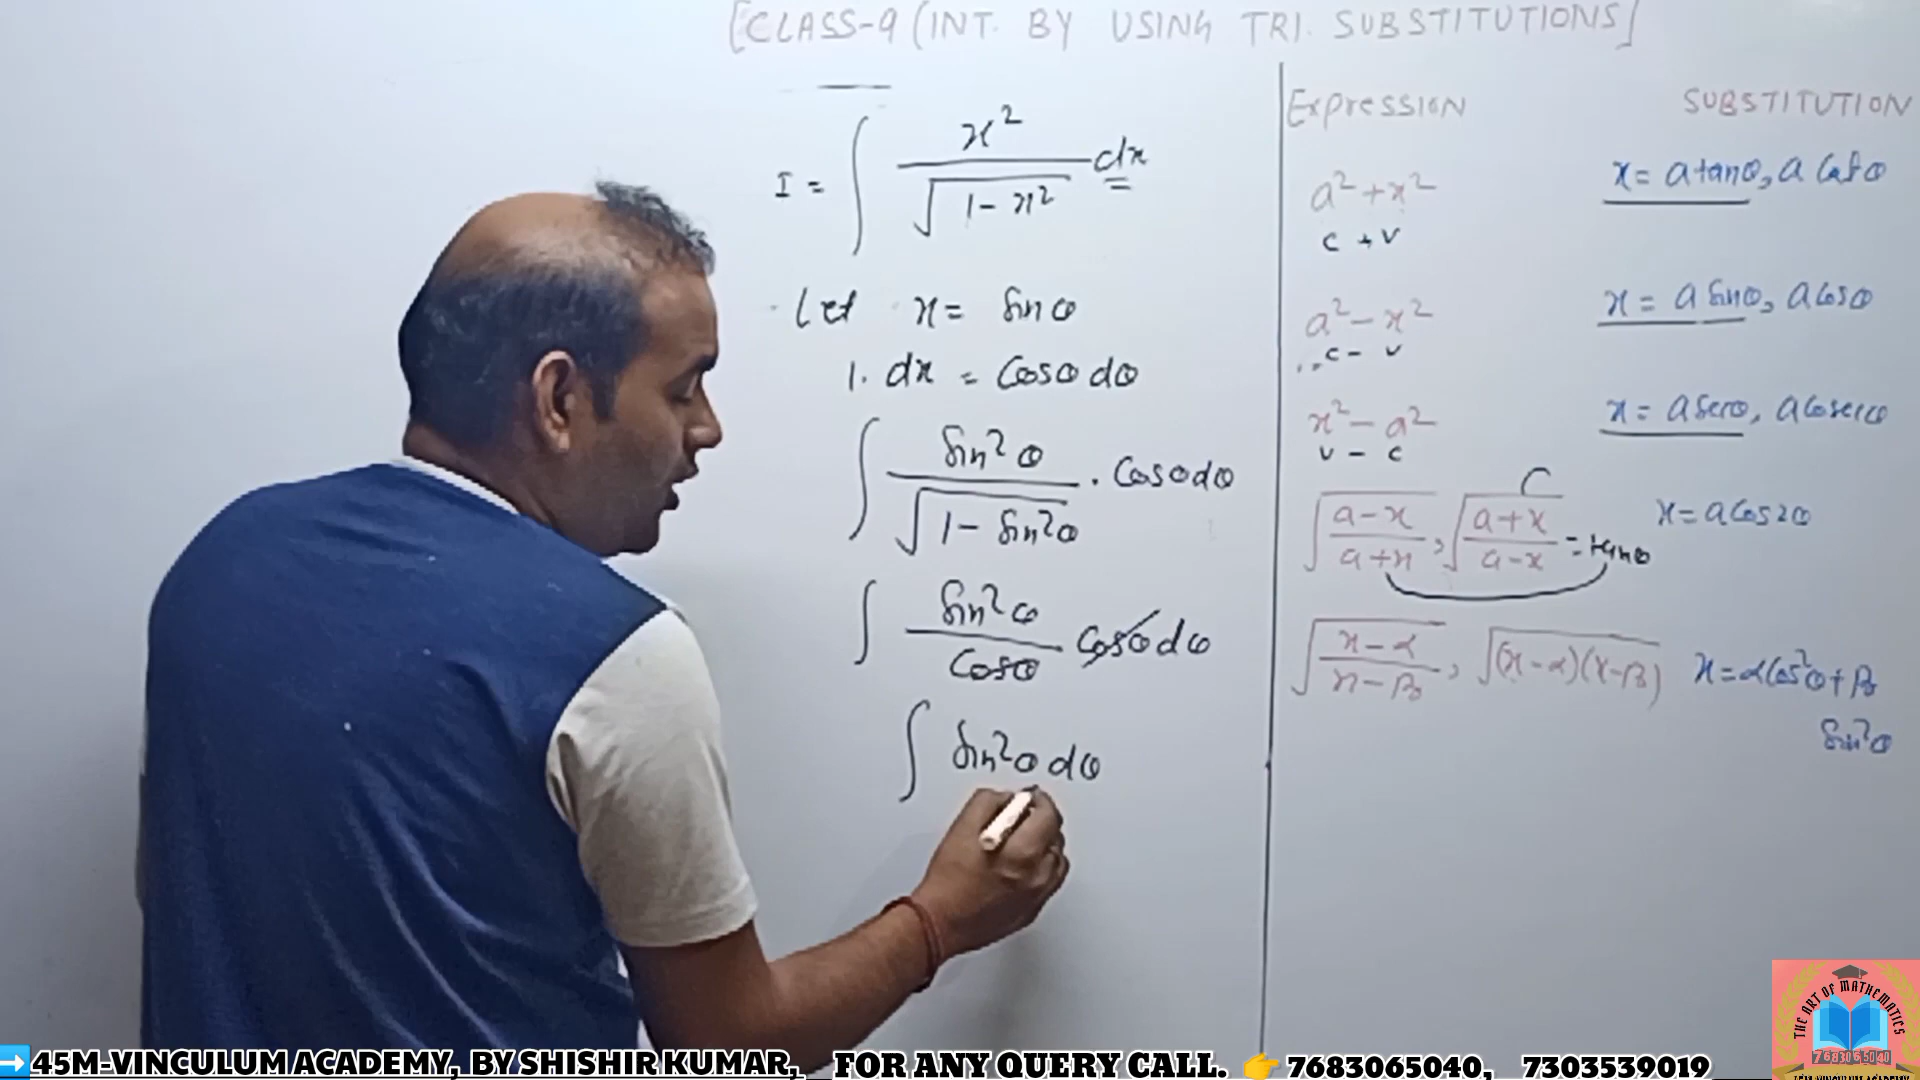 [CLASS-9 (INT. BY USING TRI. SUBSTITUTIONS]
I = ∫ x² / √(1 - x²) dx
Let x = Sinθ
1. dx = Cosθ dθ
∫ Sin²θ / √(1 - Sin²θ) . Cosθ dθ
∫ Sin²θ / Cosθ Cosθ dθ
∫ Sin²θ dθ
Expression SUBSTITUTION
a² + x² x = a tanθ, a Cotθ
C + V
a² - x² x = a Sinθ, a Cosθ
C - V
x² - a² x = a Secθ, a Cosecθ
V - C
C
√(a-x / a+x), √(a+x / a-x) = tanθ x = a Cos2θ
√(x-α / x-β), √(x-α)(x-β) x = α Cos²θ + β
Sin²θ
THE ART OF MATHEMATICS
7683065040
45M-VINCULUM ACADEMY
➡45M-VINCULUM ACADEMY, BY SHISHIR KUMAR, FOR ANY QUERY CALL. 👉 7683065040, 7303539019